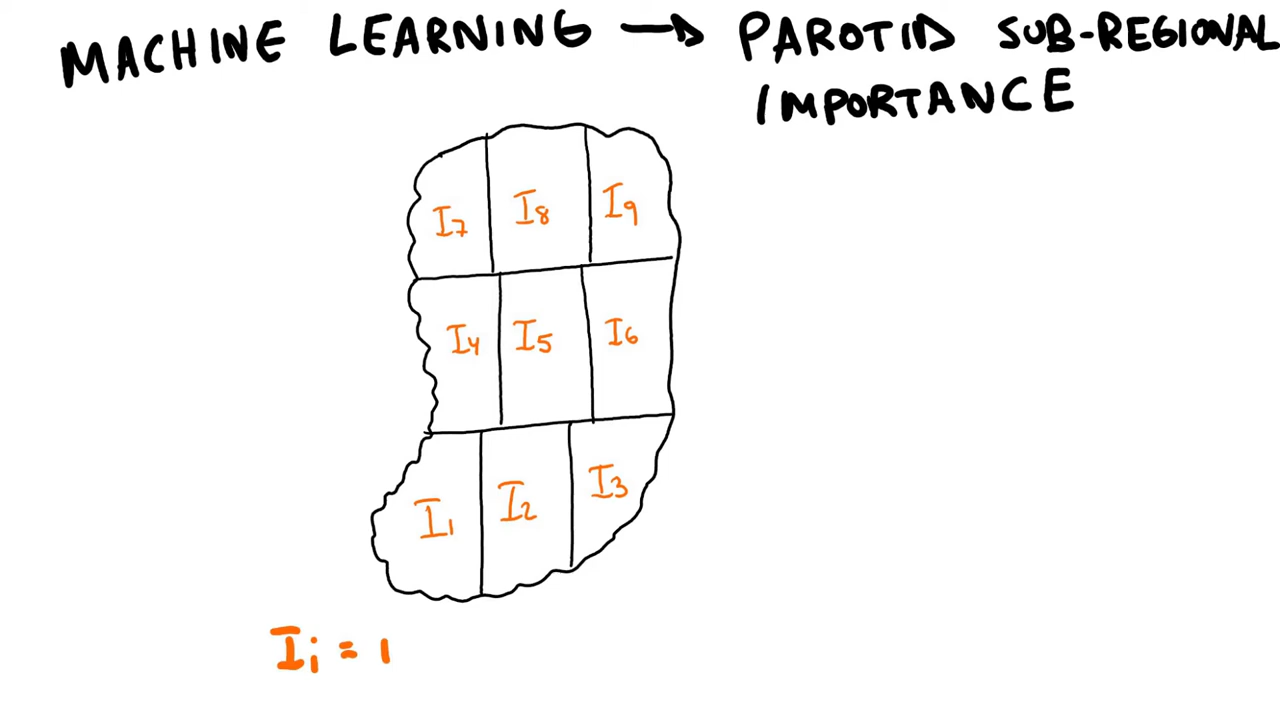 MACHINE LEARNING → PAROTID SUB-REGIONAL
IMPORTANCE
I7 I8 I9
I4 I5 I6
I1 I2 I3
Ii = 1